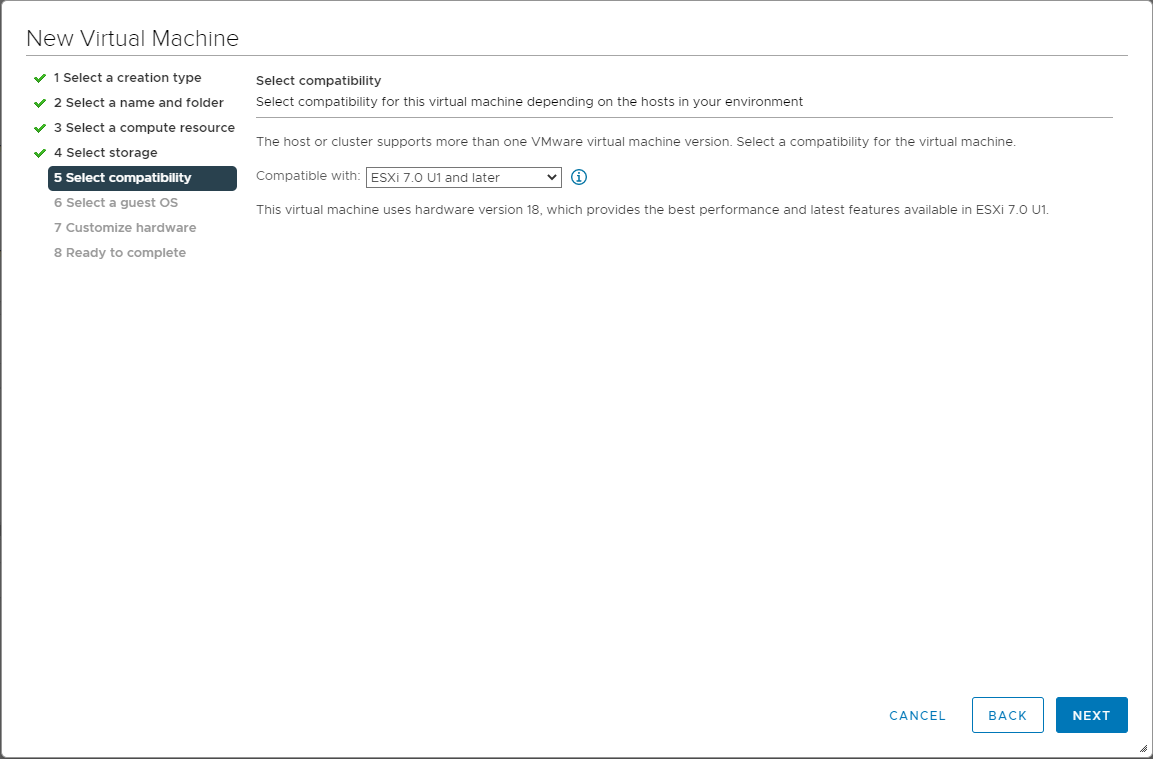 New Virtual Machine
1 Select a creation type
2 Select a name and folder
3 Select a compute resource
4 Select storage
5 Select compatibility
6 Select a guest OS
7 Customize hardware
8 Ready to complete
Select compatibility
Select compatibility for this virtual machine depending on the hosts in your environment
The host or cluster supports more than one VMware virtual machine version. Select a compatibility for the virtual machine.
Compatible with: ESXi 7.0 U1 and later
This virtual machine uses hardware version 18, which provides the best performance and latest features available in ESXi 7.0 U1.
CANCEL BACK NEXT